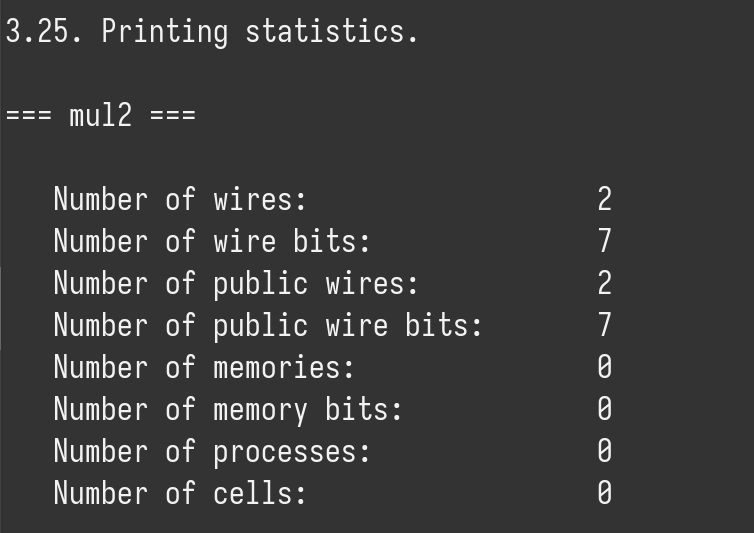 3.25. Printing statistics.
=== mul2 ===
Number of wires: 2
Number of wire bits: 7
Number of public wires: 2
Number of public wire bits: 7
Number of memories: 0
Number of memory bits: 0
Number of processes: 0
Number of cells: 0